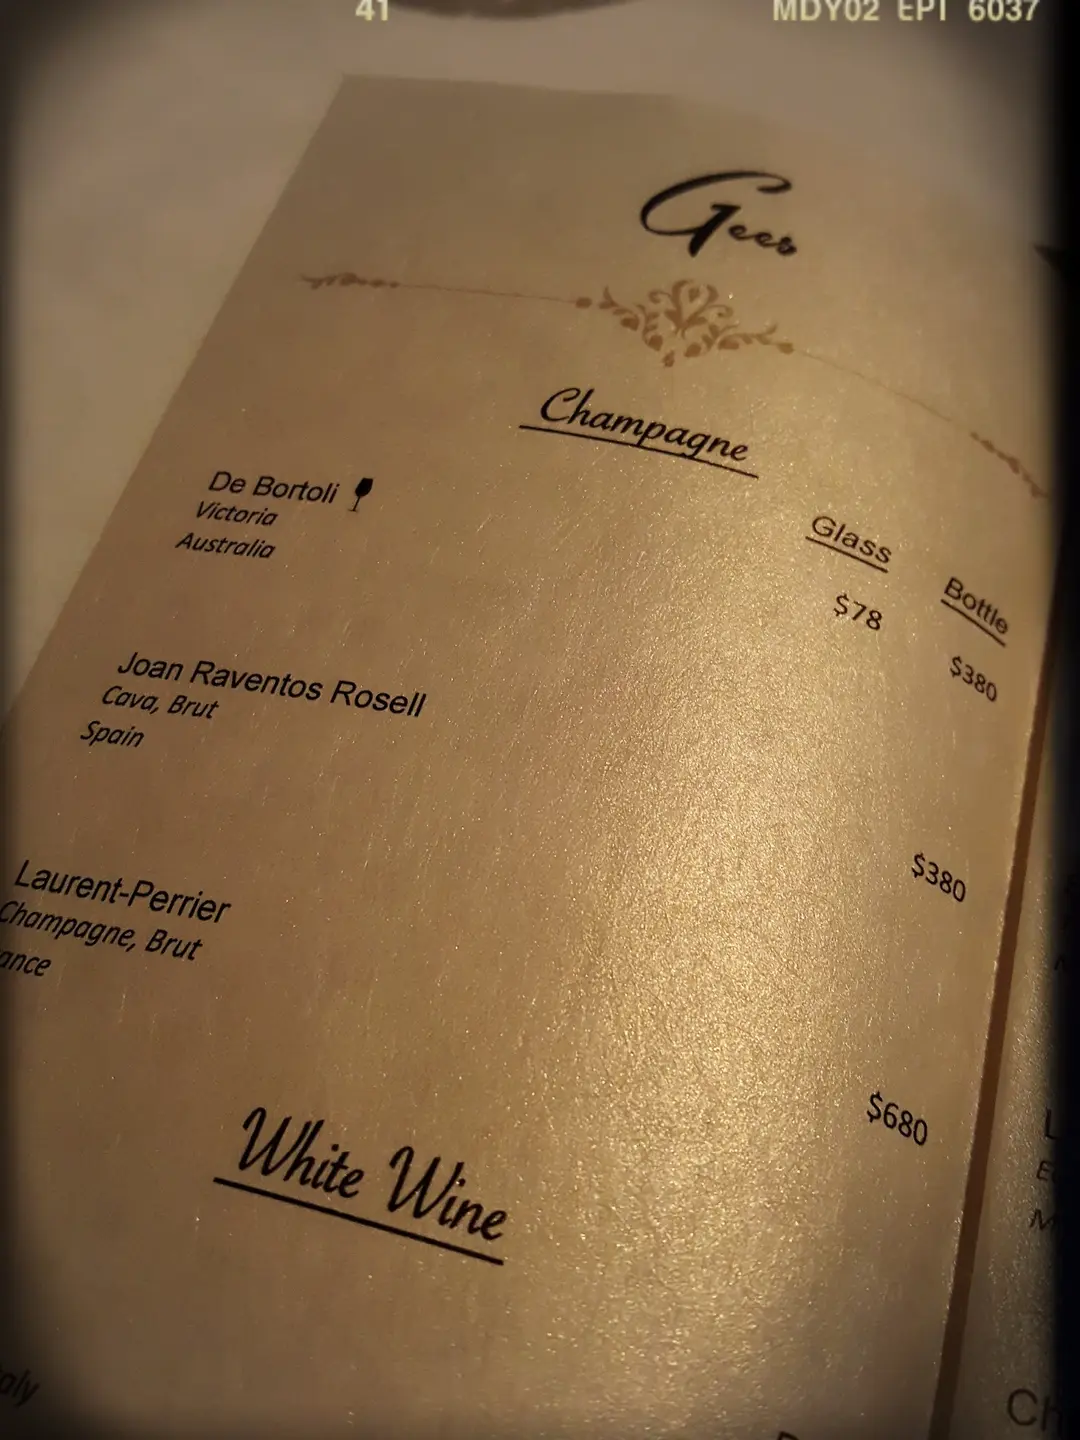 41 MDY02 EPI 6037
Gees
Champagne
Glass Bottle
De Bortoli $78 $380
Victoria
Australia
Joan Raventos Rosell $380
Cava, Brut
Spain
Laurent-Perrier $680
Champagne, Brut
ance
White Wine
aly
Ch